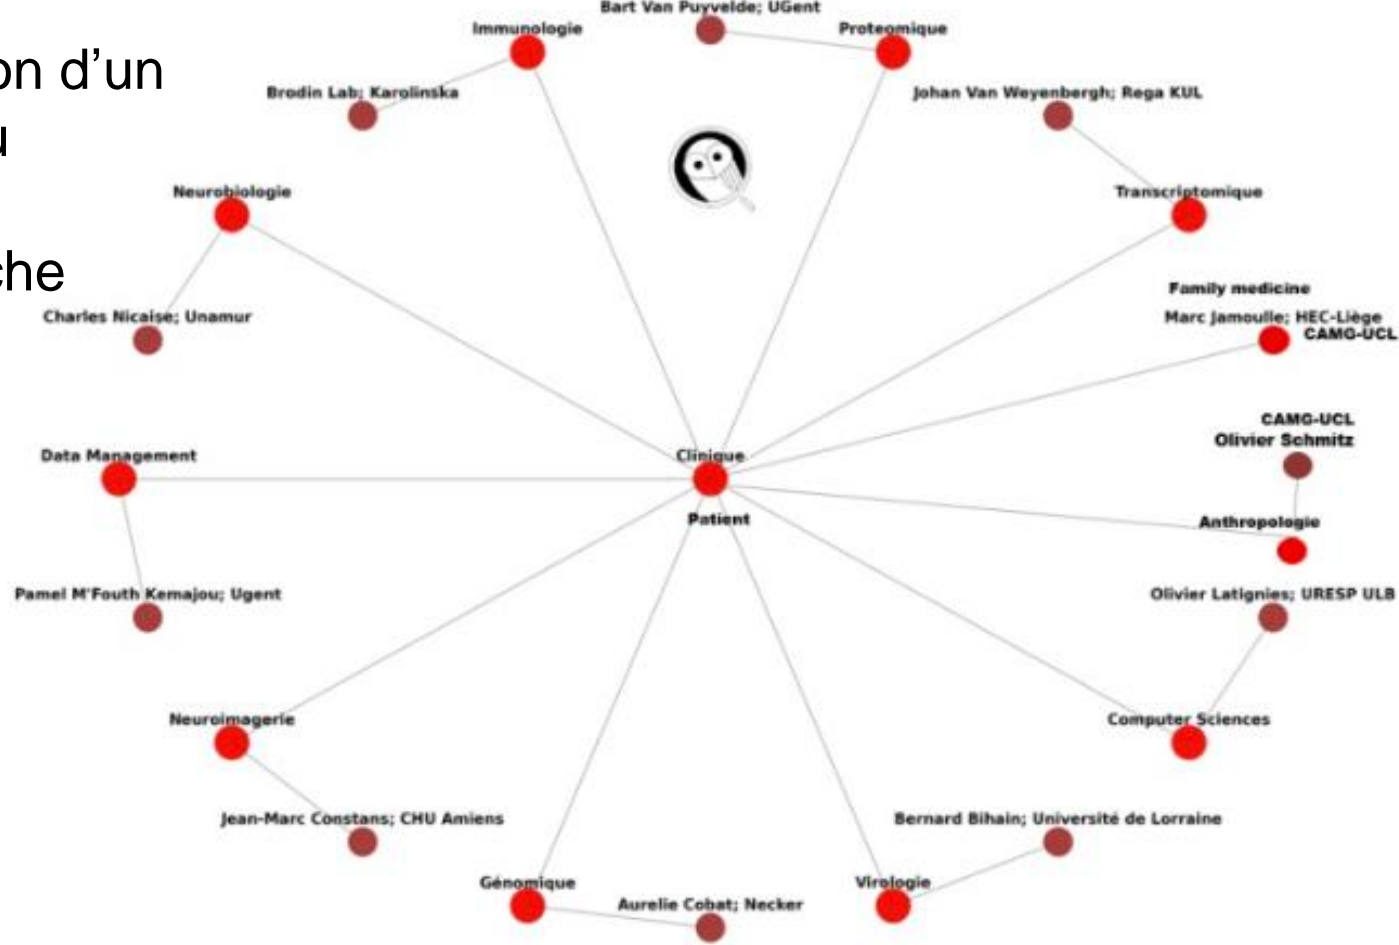 on d’un
u
che
Bart Van Puyvelde; UGent
Immunologie
Proteomique
Brodin Lab; Karolinska
Johan Van Weyenbergh; Rega KUL
Neurobiologie
Transcriptomique
Family medicine
Charles Nicaise; Unamur
Marc Jamoulle; HEC-Liège
CAMG-UCL
CAMG-UCL
Olivier Schmitz
Data Management
Clinique
Patient
Anthropologie
Pamel M'Fouth Kemajou; Ugent
Olivier Latignies; URESP ULB
Neuroimagerie
Computer Sciences
Jean-Marc Constans; CHU Amiens
Bernard Bihain; Université de Lorraine
Génomique
Virologie
Aurelie Cobat; Necker